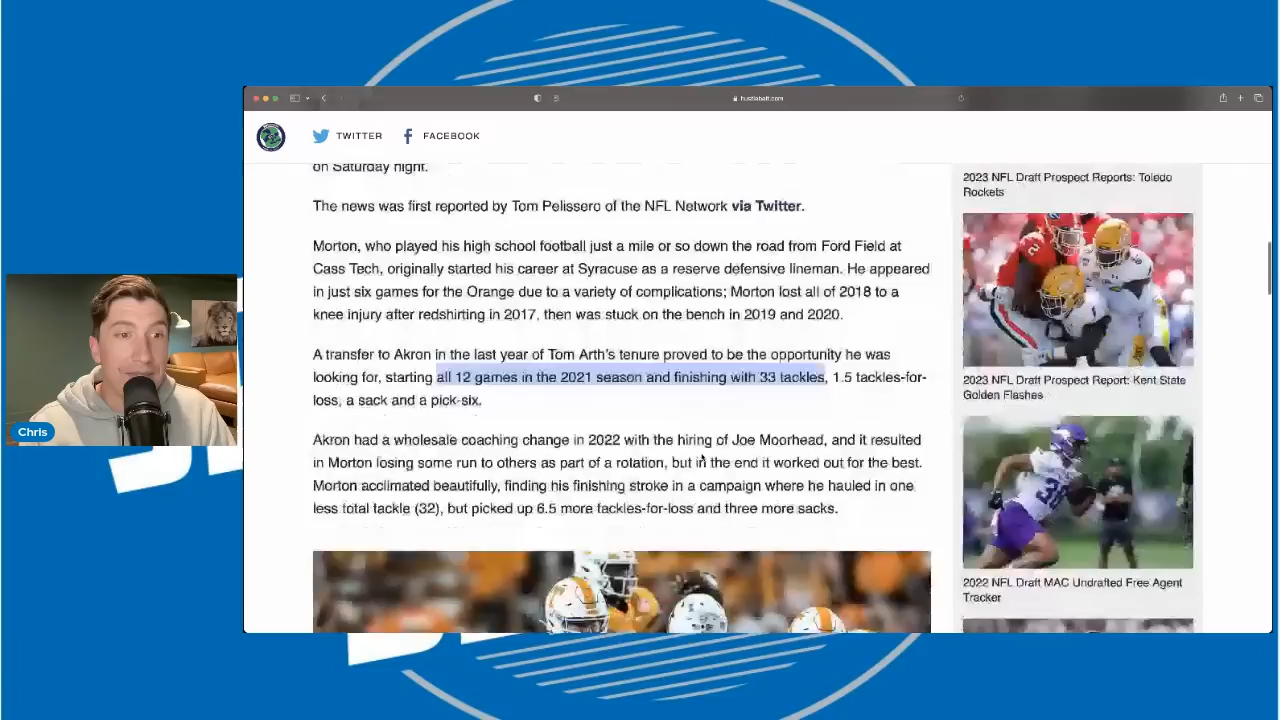 hustlebelt.com
TWITTER FACEBOOK
on Saturday night.
The news was first reported by Tom Pelissero of the NFL Network via Twitter.
Morton, who played his high school football just a mile or so down the road from Ford Field at
Cass Tech, originally started his career at Syracuse as a reserve defensive lineman. He appeared
in just six games for the Orange due to a variety of complications; Morton lost all of 2018 to a
knee injury after redshirting in 2017, then was stuck on the bench in 2019 and 2020.
A transfer to Akron in the last year of Tom Arth's tenure proved to be the opportunity he was
looking for, starting all 12 games in the 2021 season and finishing with 33 tackles, 1.5 tackles-for-
loss, a sack and a pick-six.
Akron had a wholesale coaching change in 2022 with the hiring of Joe Moorhead, and it resulted
in Morton losing some run to others as part of a rotation, but in the end it worked out for the best.
Morton acclimated beautifully, finding his finishing stroke in a campaign where he hauled in one
less total tackle (32), but picked up 6.5 more tackles-for-loss and three more sacks.
2023 NFL Draft Prospect Reports: Toledo
Rockets
2023 NFL Draft Prospect Report: Kent State
Golden Flashes
2022 NFL Draft MAC Undrafted Free Agent
Tracker
Chris